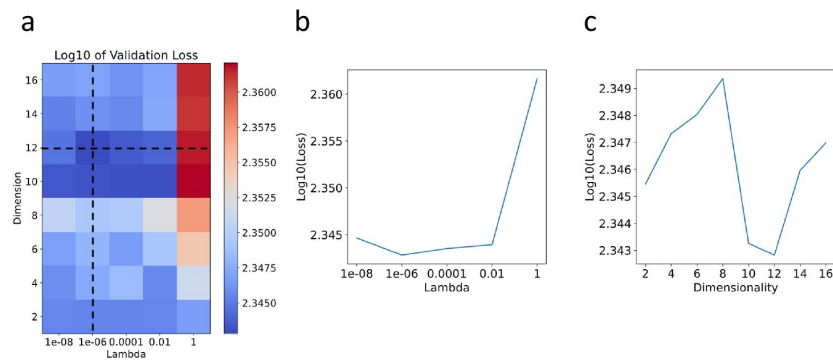 a
b
c
Log10 of Validation Loss
16
14
12
10
8
6
4
2
Dimension
1e-08 1e-06 0.0001 0.01 1
Lambda
2.3600
2.3575
2.3550
2.3525
2.3500
2.3475
2.3450
2.360
2.355
2.350
2.345
Log10(Loss)
1e-08 1e-06 0.0001 0.01 1
Lambda
2.349
2.348
2.347
2.346
2.345
2.344
2.343
Log10(Loss)
2 4 6 8 10 12 14 16
Dimensionality